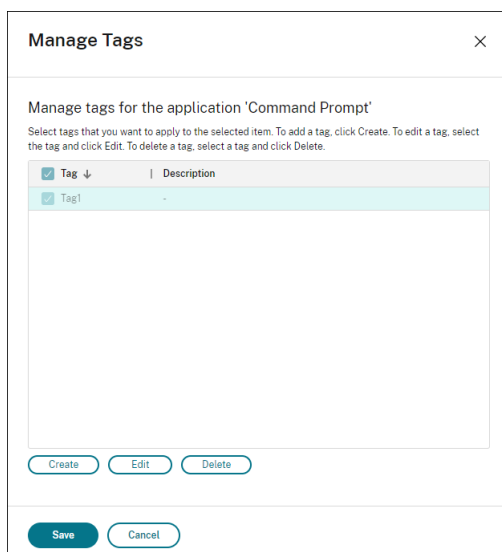 Manage Tags
Manage tags for the application 'Command Prompt'
Select tags that you want to apply to the selected item. To add a tag, click Create. To edit a tag, select
the tag and click Edit. To delete a tag, select a tag and click Delete.
Tag ↓ | Description
Tag1 -
Create Edit Delete
Save Cancel